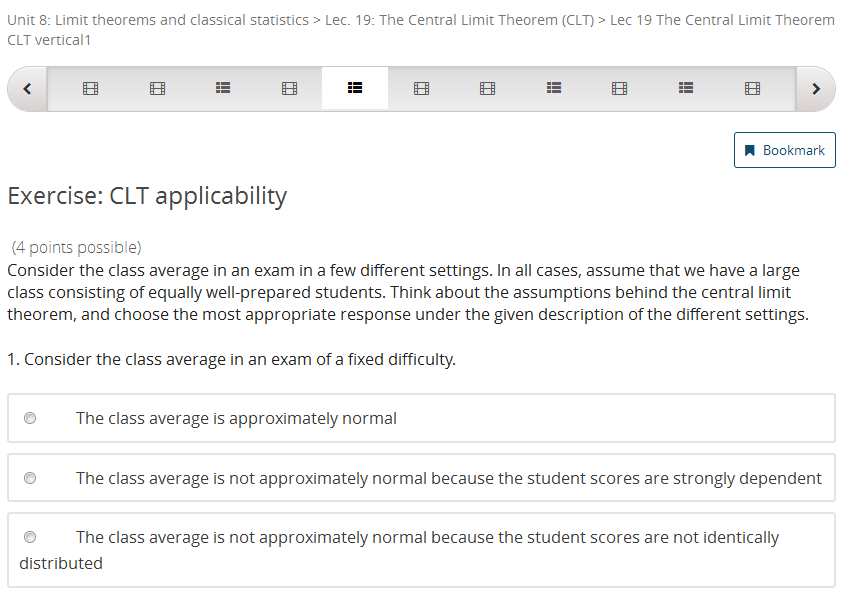 Unit 8: Limit theorems and classical statistics > Lec. 19: The Central Limit Theorem (CLT) > Lec 19 The Central Limit Theorem
CLT vertical1
Bookmark
Exercise: CLT applicability
(4 points possible)
Consider the class average in an exam in a few different settings. In all cases, assume that we have a large
class consisting of equally well-prepared students. Think about the assumptions behind the central limit
theorem, and choose the most appropriate response under the given description of the different settings.
1. Consider the class average in an exam of a fixed difficulty.
The class average is approximately normal
The class average is not approximately normal because the student scores are strongly dependent
The class average is not approximately normal because the student scores are not identically
distributed